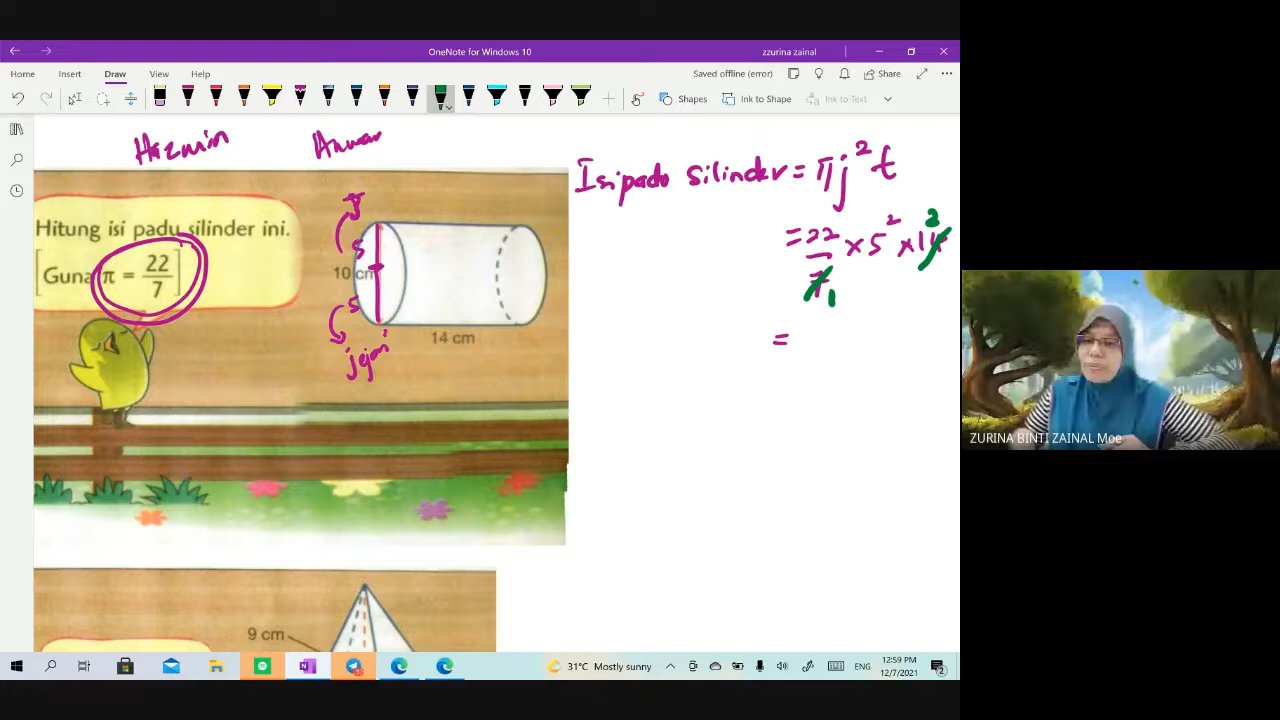 OneNote for Windows 10
zzurina zainal
Home Insert Draw View Help
Saved offline (error)
Share
Shapes
Ink to Shape
Ink to Text
Hazmin Anwar
Isipadu silinder = πj²t
= 22/7 1 × 5² × 14 2
=
Hitung isi padu silinder ini.
[Guna π = 22/7]
j
5
10 cm
5
jejari
14 cm
9 cm
ZURINA BINTI ZAINAL Moe
31°C Mostly sunny
ENG
12:59 PM
12/7/2021
2